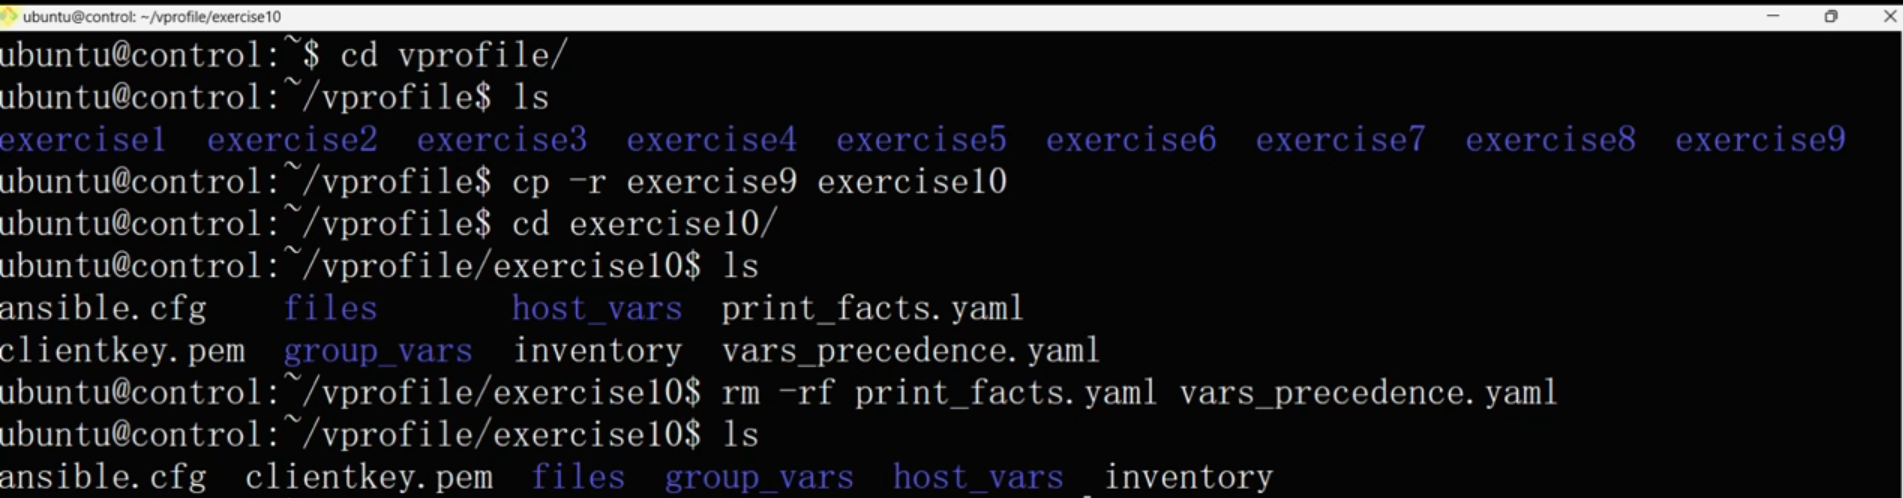 ubuntu@control: ~/vprofile/exercise10
ubuntu@control:~$ cd vprofile/
ubuntu@control:~/vprofile$ ls
exercise1  exercise2  exercise3  exercise4  exercise5  exercise6  exercise7  exercise8  exercise9
ubuntu@control:~/vprofile$ cp -r exercise9 exercise10
ubuntu@control:~/vprofile$ cd exercise10/
ubuntu@control:~/vprofile/exercise10$ ls
ansible.cfg    files       host_vars  print_facts.yaml
clientkey.pem  group_vars  inventory  vars_precedence.yaml
ubuntu@control:~/vprofile/exercise10$ rm -rf print_facts.yaml vars_precedence.yaml
ubuntu@control:~/vprofile/exercise10$ ls
ansible.cfg  clientkey.pem  files  group_vars  host_vars  inventory